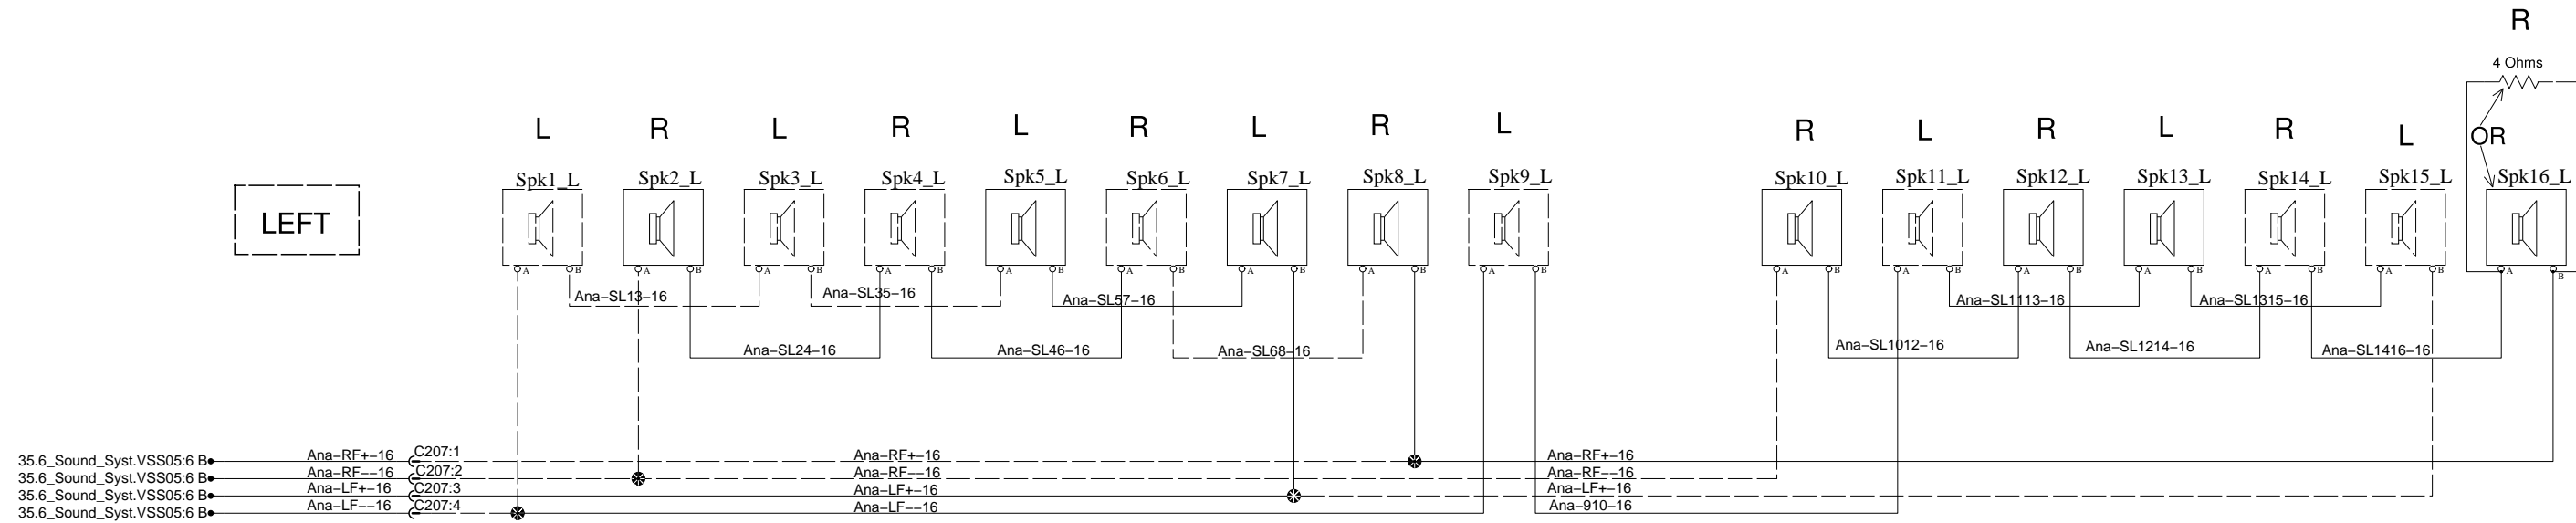 R
4 Ohms
L R L R L R L R L R L R L R L
OR
Spk1_L Spk2_L Spk3_L Spk4_L Spk5_L Spk6_L Spk7_L Spk8_L Spk9_L Spk10_L Spk11_L Spk12_L Spk13_L Spk14_L Spk15_L Spk16_L
LEFT
A B A B A B A B A B A B A B A B A B A B A B A B A B A B A B A B
Ana-SL13-16 Ana-SL35-16 Ana-SL57-16 Ana-SL1113-16 Ana-SL1315-16
Ana-SL24-16 Ana-SL46-16 Ana-SL68-16 Ana-SL1012-16 Ana-SL1214-16 Ana-SL1416-16
35.6_Sound_Syst.VSS05:6 B Ana-RF+-16 C207:1 Ana-RF+-16 Ana-RF+-16
35.6_Sound_Syst.VSS05:6 B Ana-RF--16 C207:2 Ana-RF--16 Ana-RF--16
35.6_Sound_Syst.VSS05:6 B Ana-LF+-16 C207:3 Ana-LF+-16 Ana-LF+-16
35.6_Sound_Syst.VSS05:6 B Ana-LF--16 C207:4 Ana-LF--16 Ana-910-16